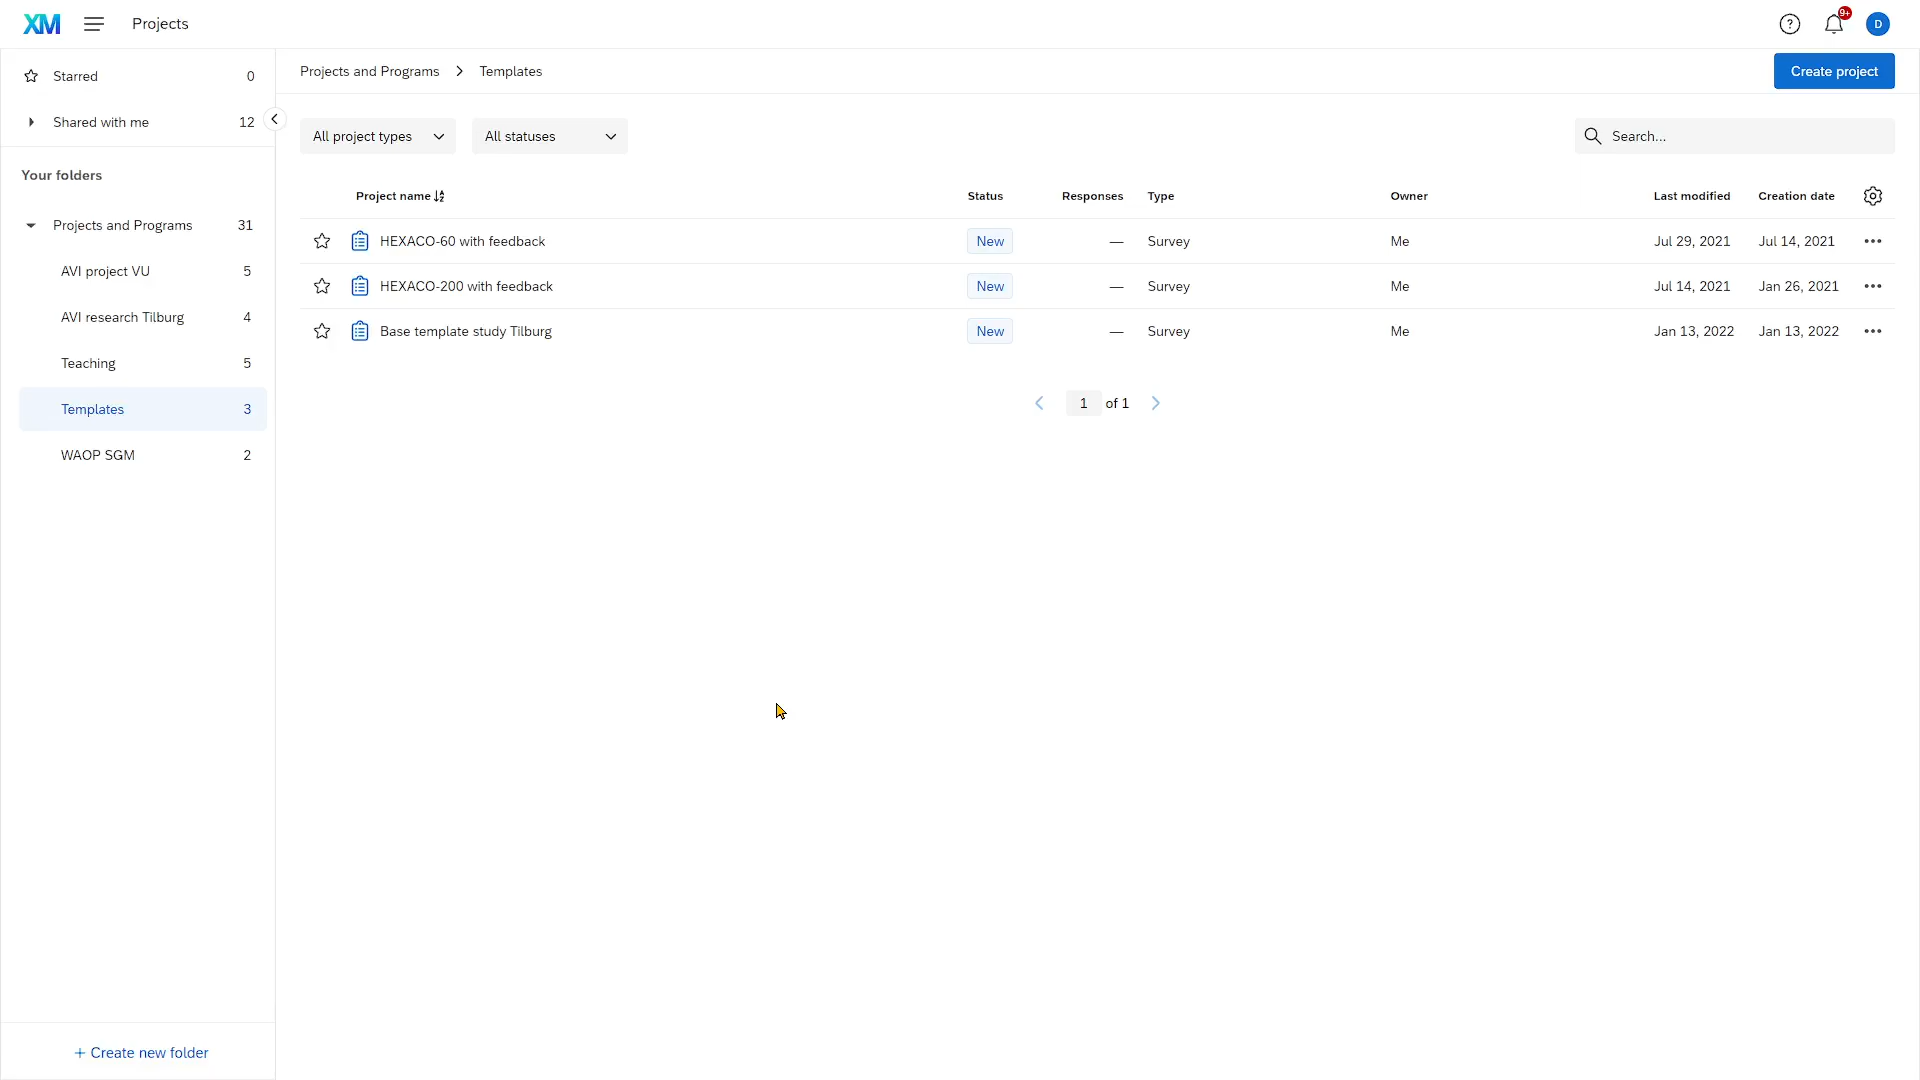 XM Projects 9+ D
Starred 0
Shared with me 12
Your folders
Projects and Programs 31
AVI project VU 5
AVI research Tilburg 4
Teaching 5
Templates 3
WAOP SGM 2
+ Create new folder
Projects and Programs > Templates Create project
All project types All statuses Search...
Project name Status Responses Type Owner Last modified Creation date
HEXACO-60 with feedback New — Survey Me Jul 29, 2021 Jul 14, 2021
HEXACO-200 with feedback New — Survey Me Jul 14, 2021 Jan 26, 2021
Base template study Tilburg New — Survey Me Jan 13, 2022 Jan 13, 2022
1 of 1